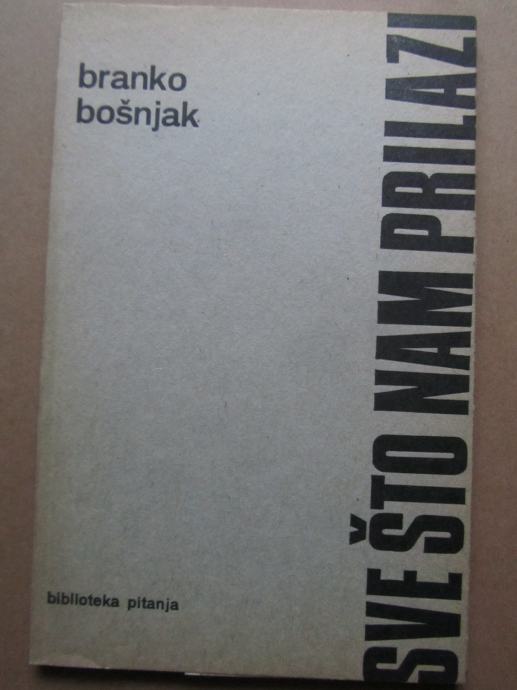 branko
bošnjak
SVE ŠTO NAM PRILAZI
biblioteka pitanja